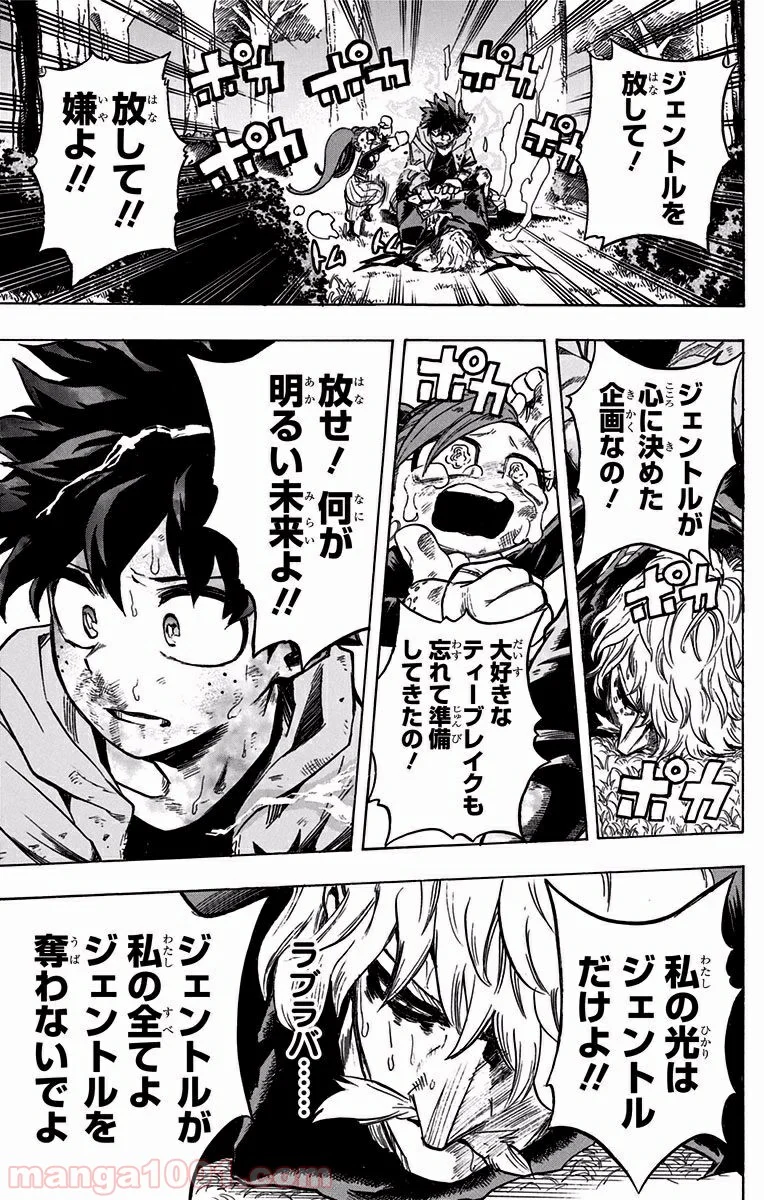 ジェントルを
放して！
放して!!
嫌よ!!
ポカ
ポカ
ポカ
ポカ
ポカ
ポカ
ドム
ドム
ジェントルが
心に決めた
企画なの！
ポカ
ポカ
ポカ
大好きな
ティーブレイクも
忘れて準備
してきたの！
放せ！何が
明るい未来よ!!
私の光は
ジェントル
だけよ!!
ラブラバ……
ジェントルが
私の全てよ
ジェントルを
奪わないでよ
manga1001.com